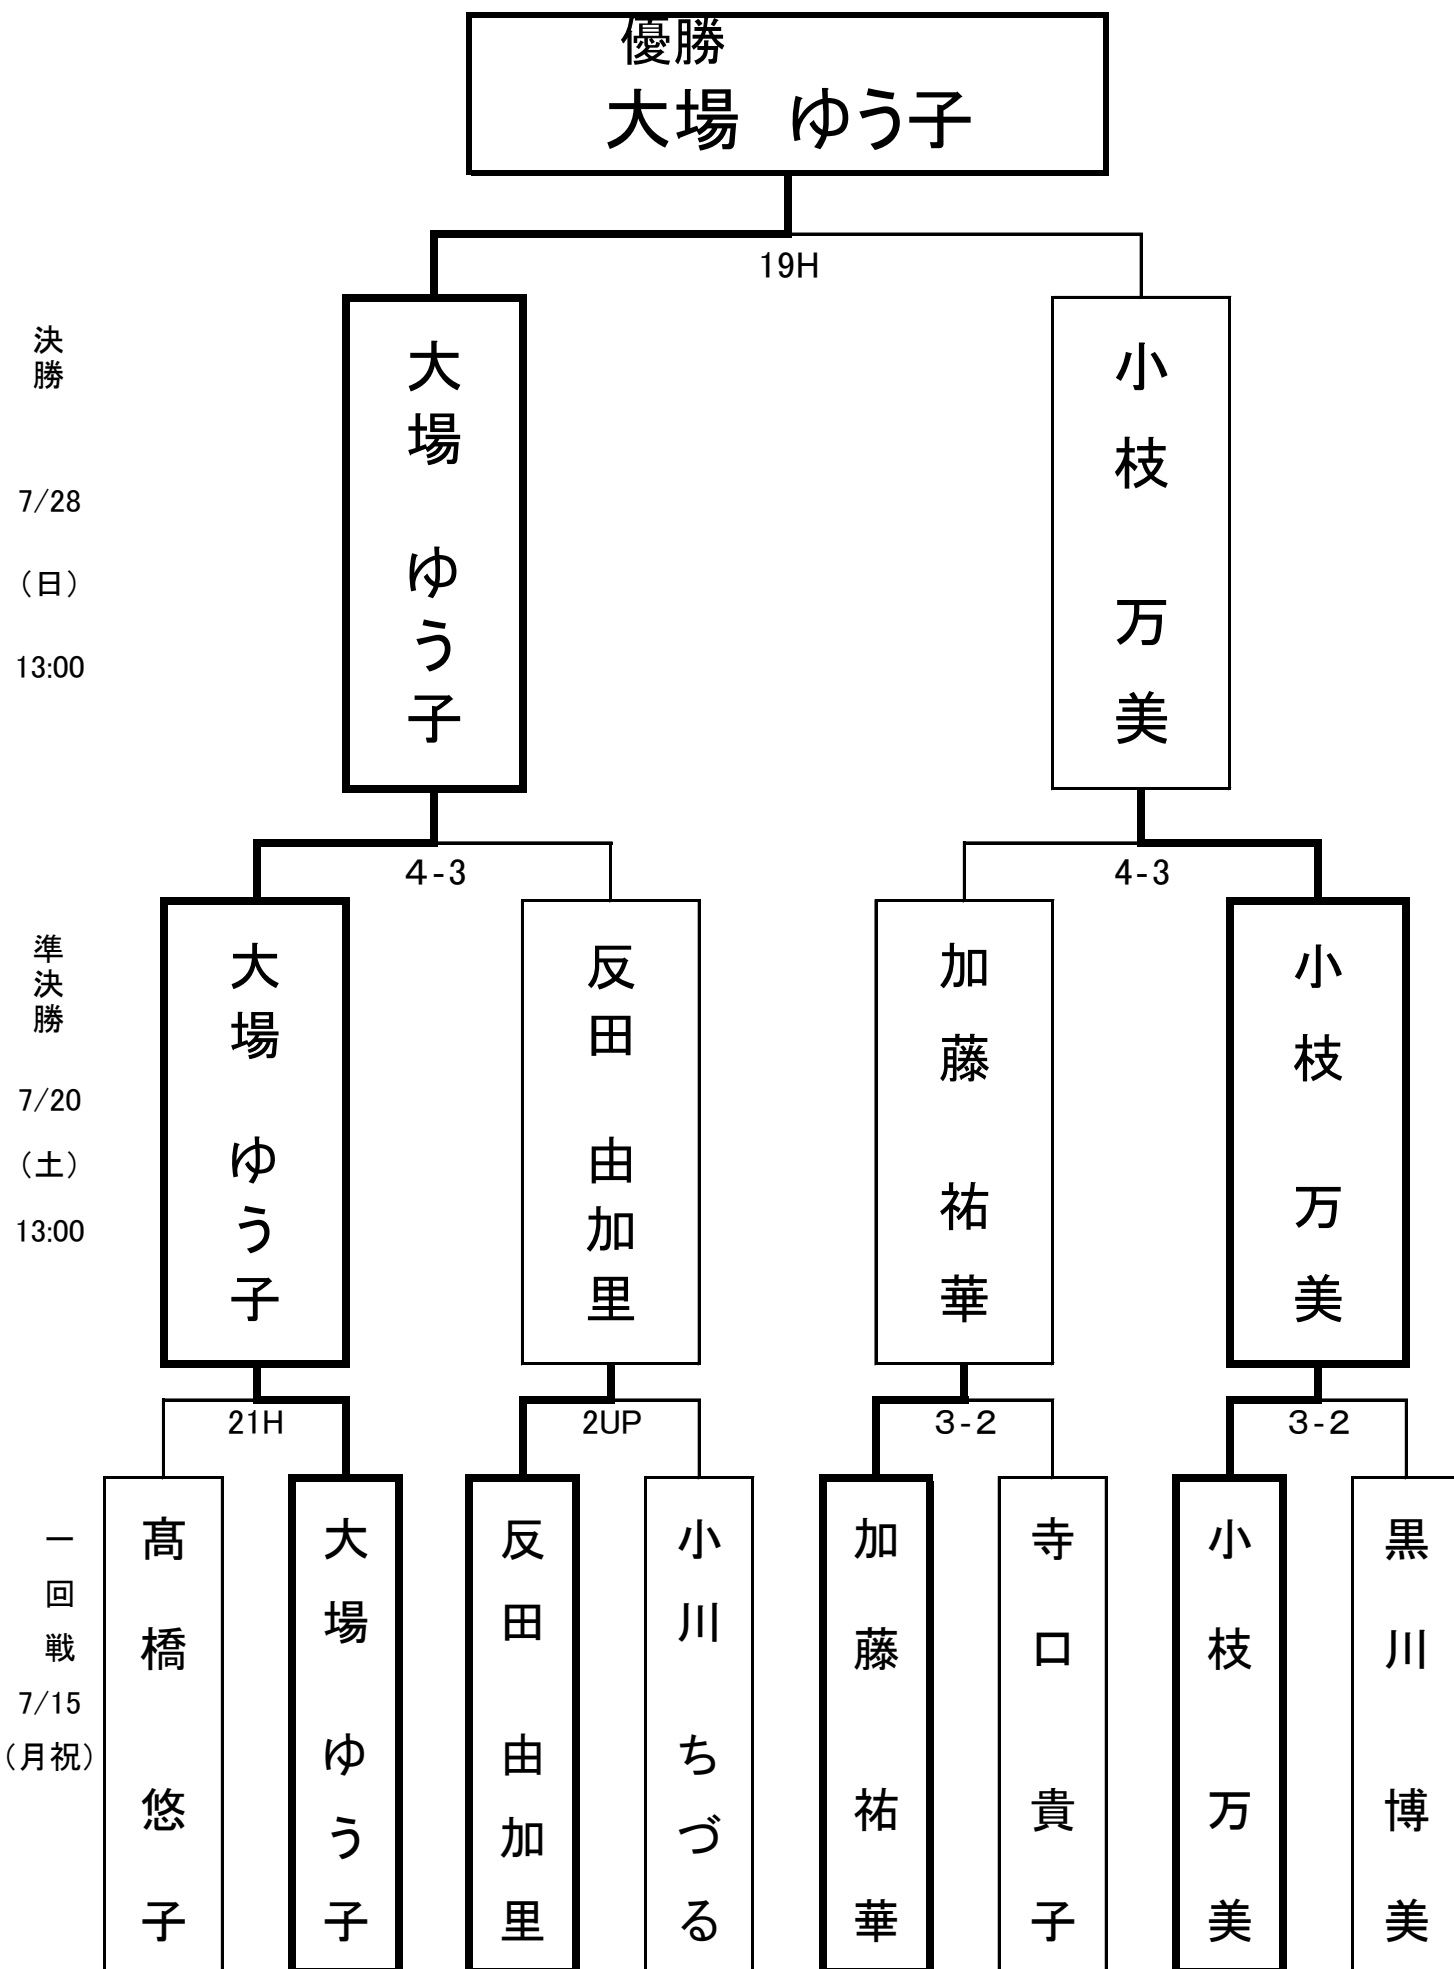 優勝
大場 ゆう子
19H
決勝
7/28
（日）
13:00
大場 ゆう子
小枝 万美
4-3
4-3
準決勝
7/20
（土）
13:00
大場 ゆう子
反田 由加里
加藤 祐華
小枝 万美
21H
2UP
3-2
3-2
一回戦
7/15
（月祝）
髙橋 悠子
大場 ゆう子
反田 由加里
小川 ちづる
加藤 祐華
寺口 貴子
小枝 万美
黒川 博美